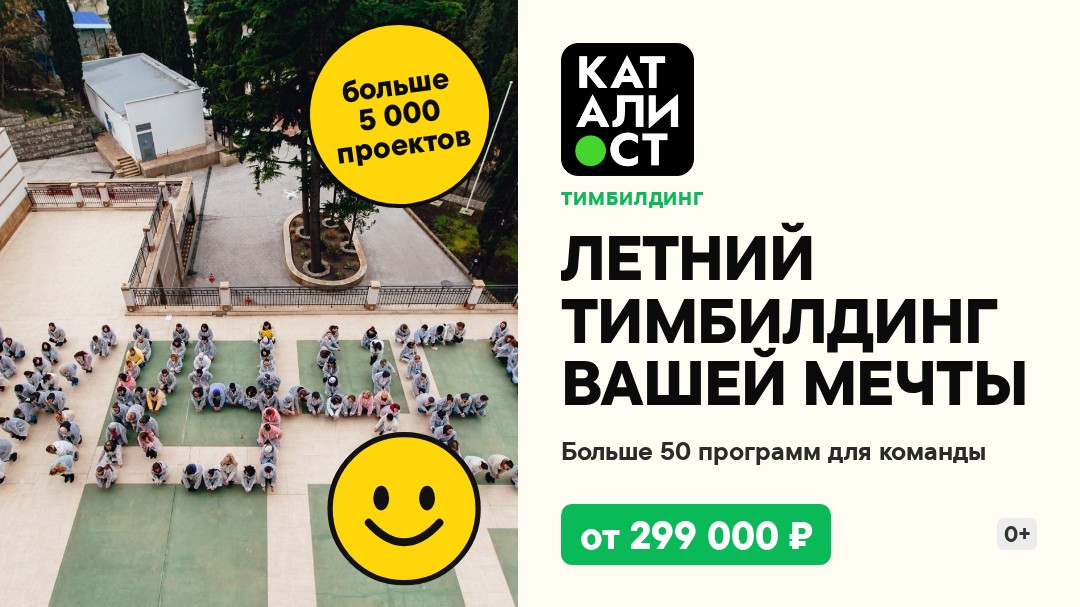 больше
5 000
проектов
КАТ
АЛИ
СТ
ТИМБИЛДИНГ
ЛЕТНИЙ
ТИМБИЛДИНГ
ВАШЕЙ МЕЧТЫ
Больше 50 программ для команды
от 299 000 ₽
0+